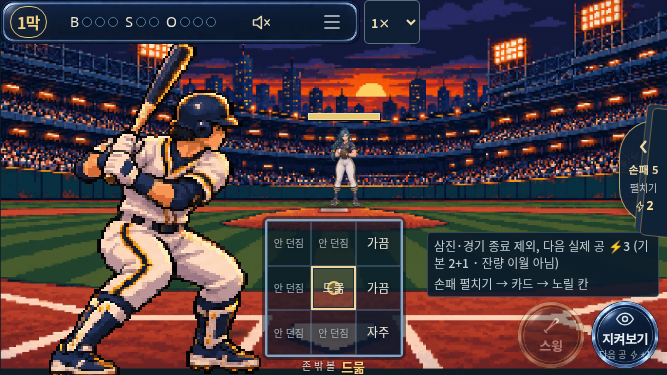 1막 B○○○ S○○ O○○○ 1×
손패 5
펼치기
⚡2
안 던짐 안 던짐 가끔
안 던짐 가끔
안 던짐 안 던짐 자주
존 밖 볼 드묾
삼진·경기 종료 제외, 다음 실제 공 ⚡3 (기
본 2+1 · 잔량 이월 아님)
손패 펼치기 → 카드 → 노릴 칸
스윙
지켜보기
다음 공